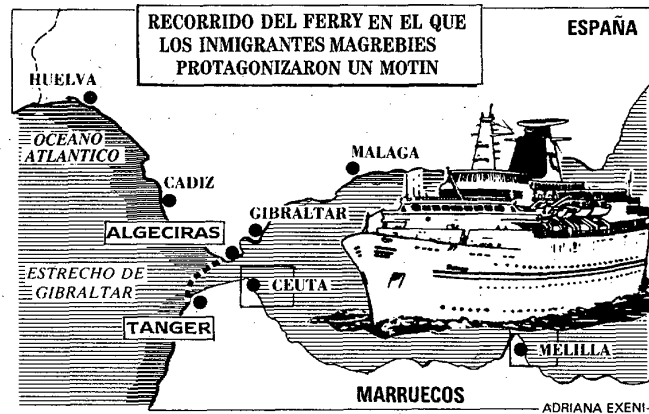 RECORRIDO DEL FERRY EN EL QUE
LOS INMIGRANTES MAGREBIES
PROTAGONIZARON UN MOTIN
ESPAÑA
HUELVA
OCEANO
ATLANTICO
MALAGA
CADIZ
GIBRALTAR
ALGECIRAS
ESTRECHO DE
GIBRALTAR
CEUTA
TANGER
MELILLA
MARRUECOS
ADRIANA EXENI